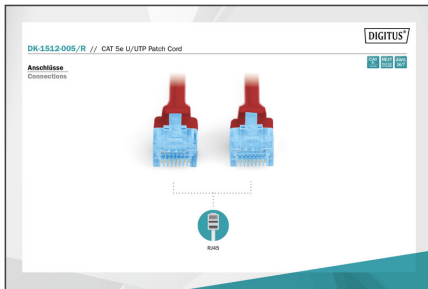 DIGITUS®
DK-1512-005/R // CAT 5e U/UTP Patch Cord
Anschlüsse
Connections
RJ45